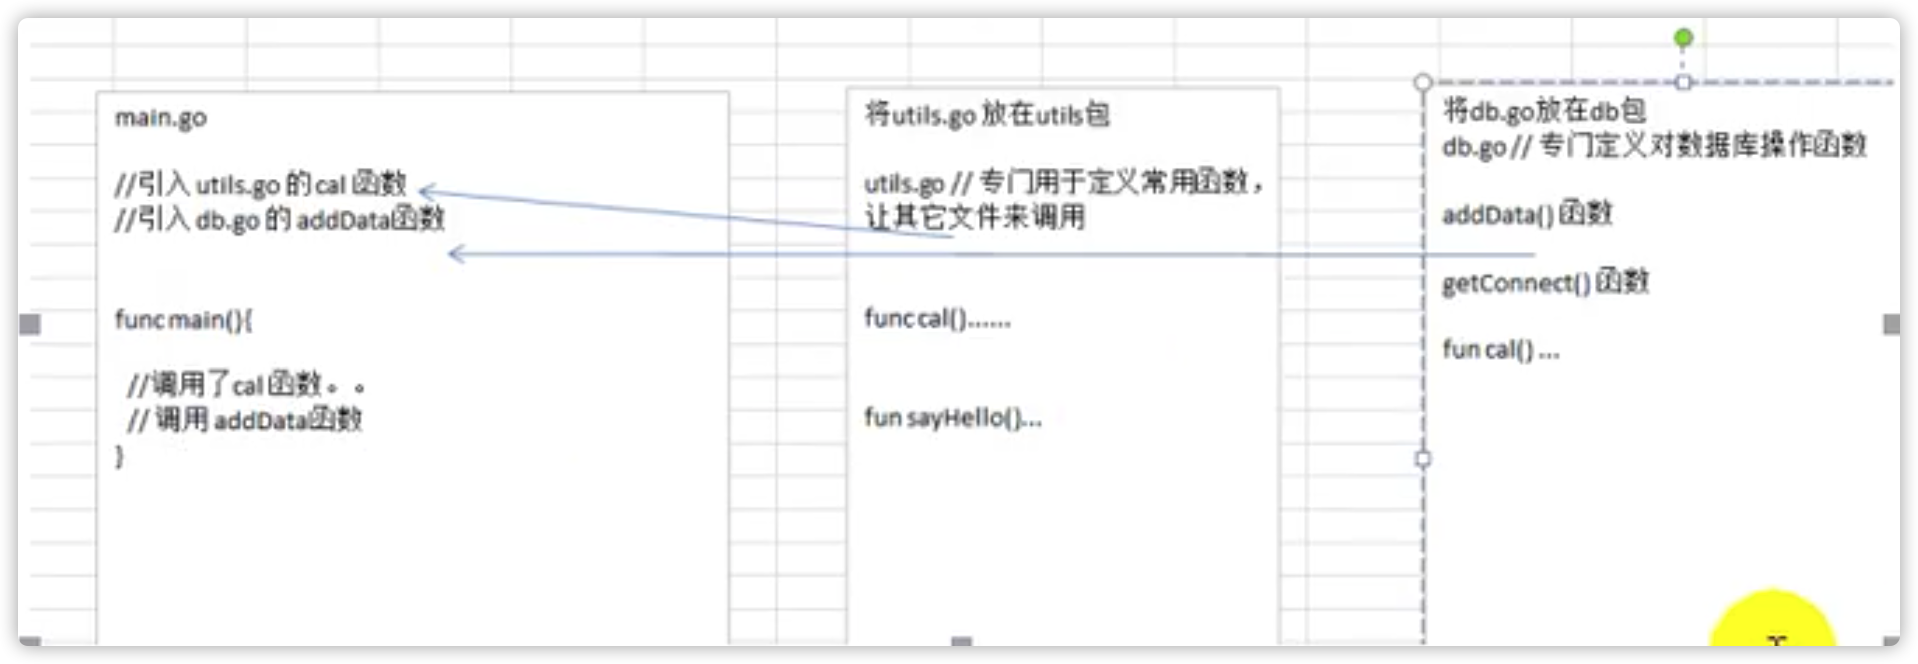 main.go
//引入 utils.go 的cal 函数
//引入 db.go 的 addData函数
func main(){
//调用了cal 函数。。
// 调用 addData函数
}
将utils.go 放在utils包
utils.go // 专门用于定义常用函数，
让其它文件来调用
func cal()......
fun sayHello()...
将db.go放在db包
db.go // 专门定义对数据库操作函数
addData() 函数
getConnect() 函数
fun cal() ...